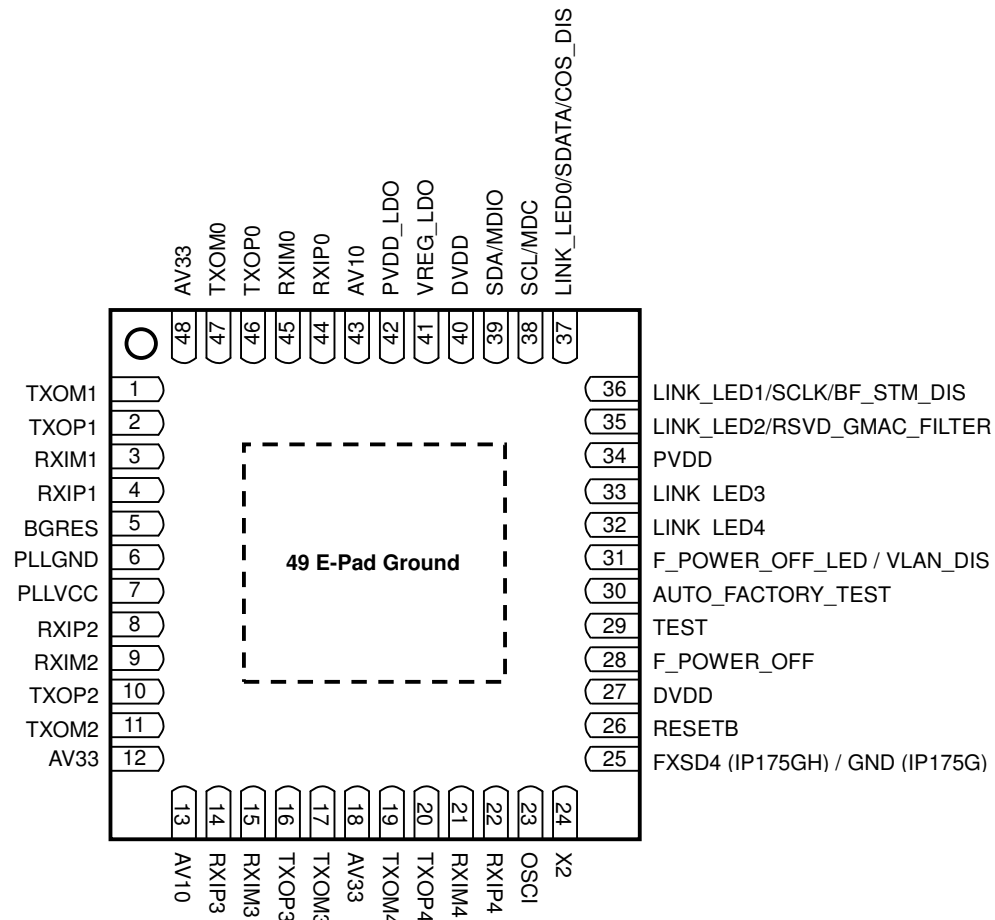 LINK_LED0/SDATA/COS_DIS
AV33
TXOM0
TXOP0
RXIM0
RXIP0
AV10
PVDD_LDO
VREG_LDO
DVDD
SDA/MDIO
SCL/MDC
48
47
46
45
44
43
42
41
40
39
38
37
TXOM1 1
TXOP1 2
RXIM1 3
RXIP1 4
BGRES 5
PLLGND 6
PLLVCC 7
RXIP2 8
RXIM2 9
TXOP2 10
TXOM2 11
AV33 12
49 E-Pad Ground
36 LINK_LED1/SCLK/BF_STM_DIS
35 LINK_LED2/RSVD_GMAC_FILTER
34 PVDD
33 LINK LED3
32 LINK LED4
31 F_POWER_OFF_LED / VLAN_DIS
30 AUTO_FACTORY_TEST
29 TEST
28 F_POWER_OFF
27 DVDD
26 RESETB
25 FXSD4 (IP175GH) / GND (IP175G)
13
14
15
16
17
18
19
20
21
22
23
24
AV10
RXIP3
RXIM3
TXOP3
TXOM3
AV33
TXOM4
TXOP4
RXIM4
RXIP4
OSCI
X2